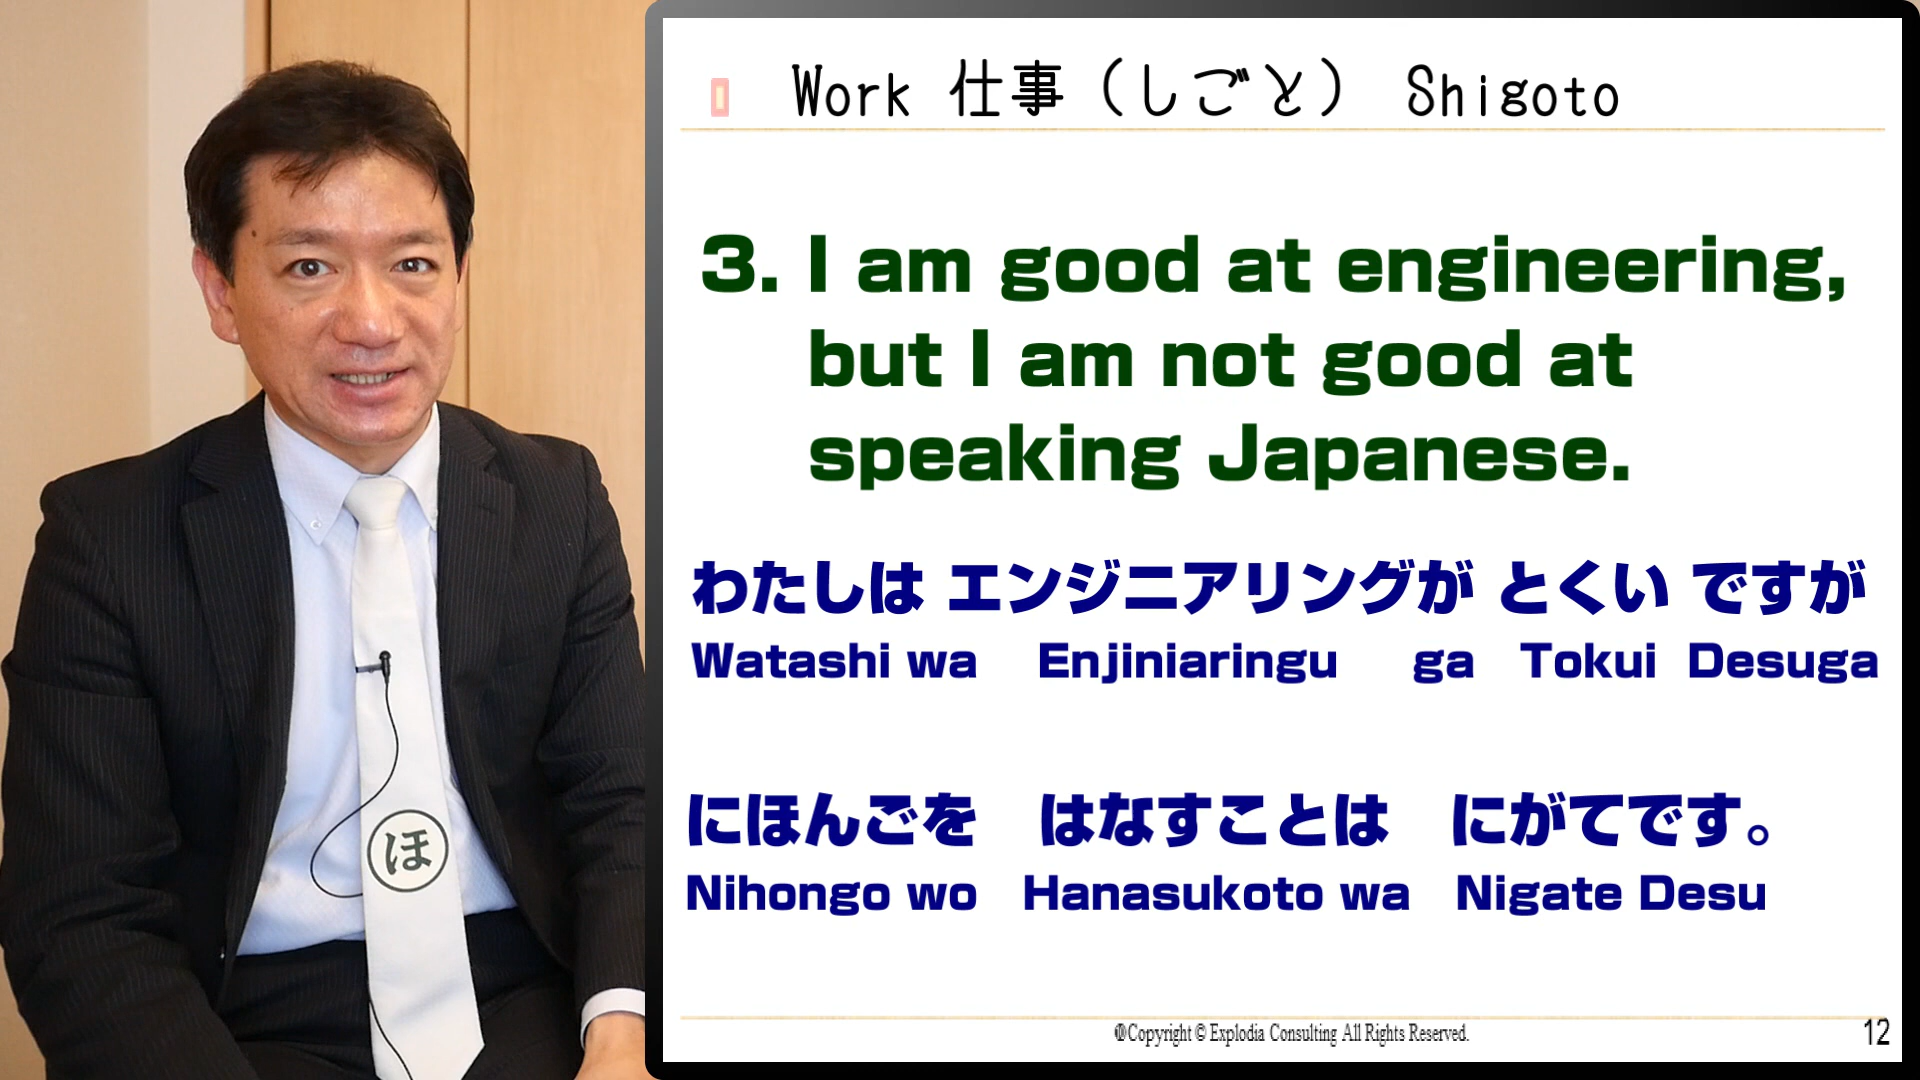 Work 仕事（しごと） Shigoto
3. I am good at engineering,
but I am not good at
speaking Japanese.
わたしは エンジニアリングが とくい ですが
Watashi wa Enjiniaringu ga Tokui Desuga
にほんごを はなすことは にがてです。
Nihongo wo Hanasukoto wa Nigate Desu
ほ
Copyright © Explodia Consulting All Rights Reserved.
12